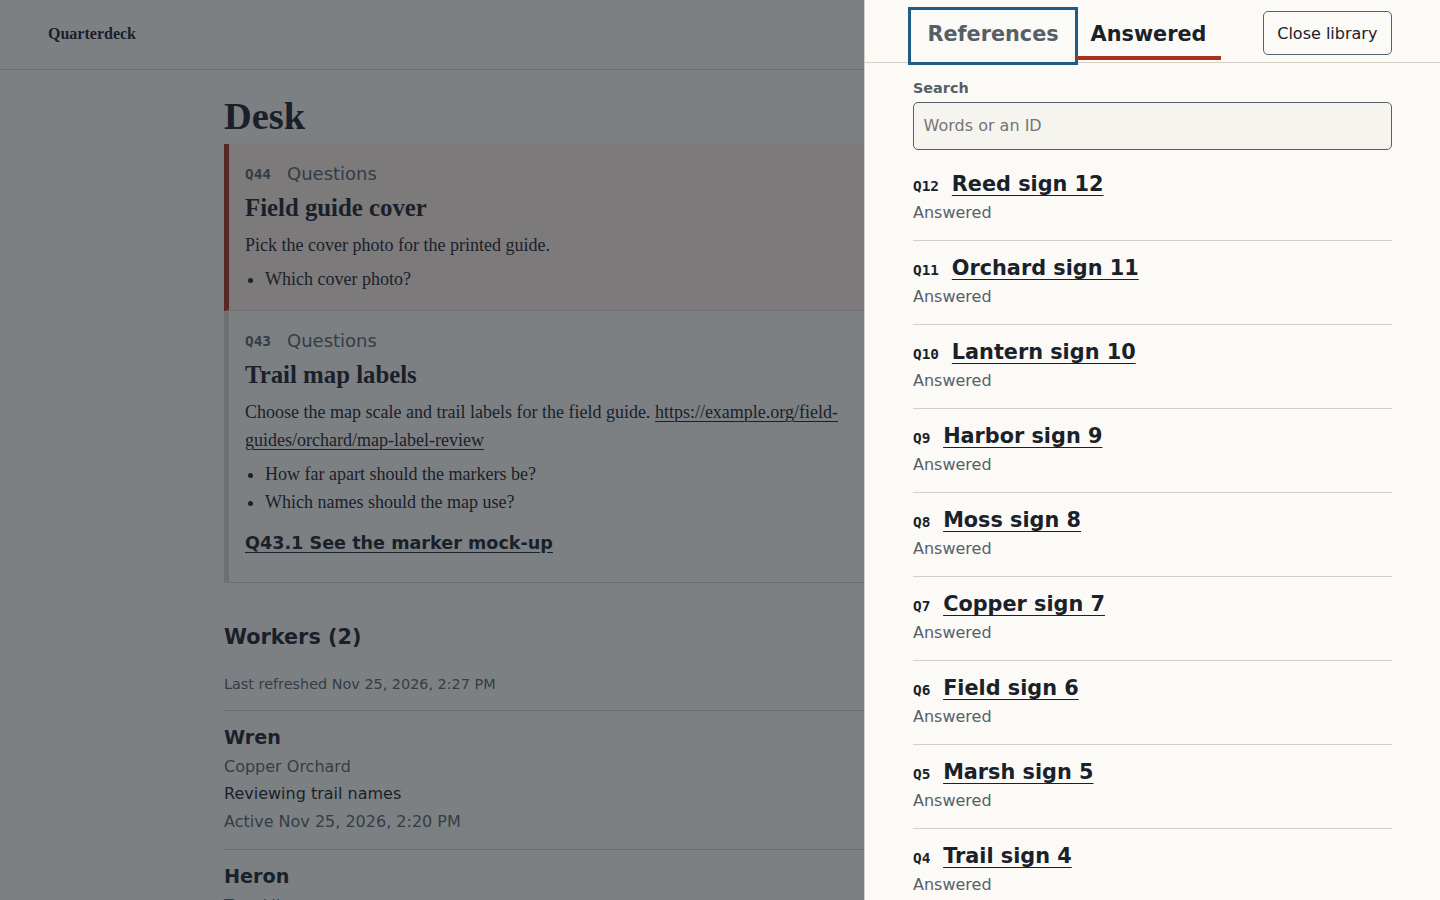 Quarterdeck
Desk
Q44 Questions
Field guide cover
Pick the cover photo for the printed guide.
• Which cover photo?
Q43 Questions
Trail map labels
Choose the map scale and trail labels for the field guide. https://example.org/field-
guides/orchard/map-label-review
• How far apart should the markers be?
• Which names should the map use?
Q43.1 See the marker mock-up
Workers (2)
Last refreshed Nov 25, 2026, 2:27 PM
Wren
Copper Orchard
Reviewing trail names
Active Nov 25, 2026, 2:20 PM
Heron
References
Answered
Close library
Search
Words or an ID
Q12 Reed sign 12
Answered
Q11 Orchard sign 11
Answered
Q10 Lantern sign 10
Answered
Q9 Harbor sign 9
Answered
Q8 Moss sign 8
Answered
Q7 Copper sign 7
Answered
Q6 Field sign 6
Answered
Q5 Marsh sign 5
Answered
Q4 Trail sign 4
Answered